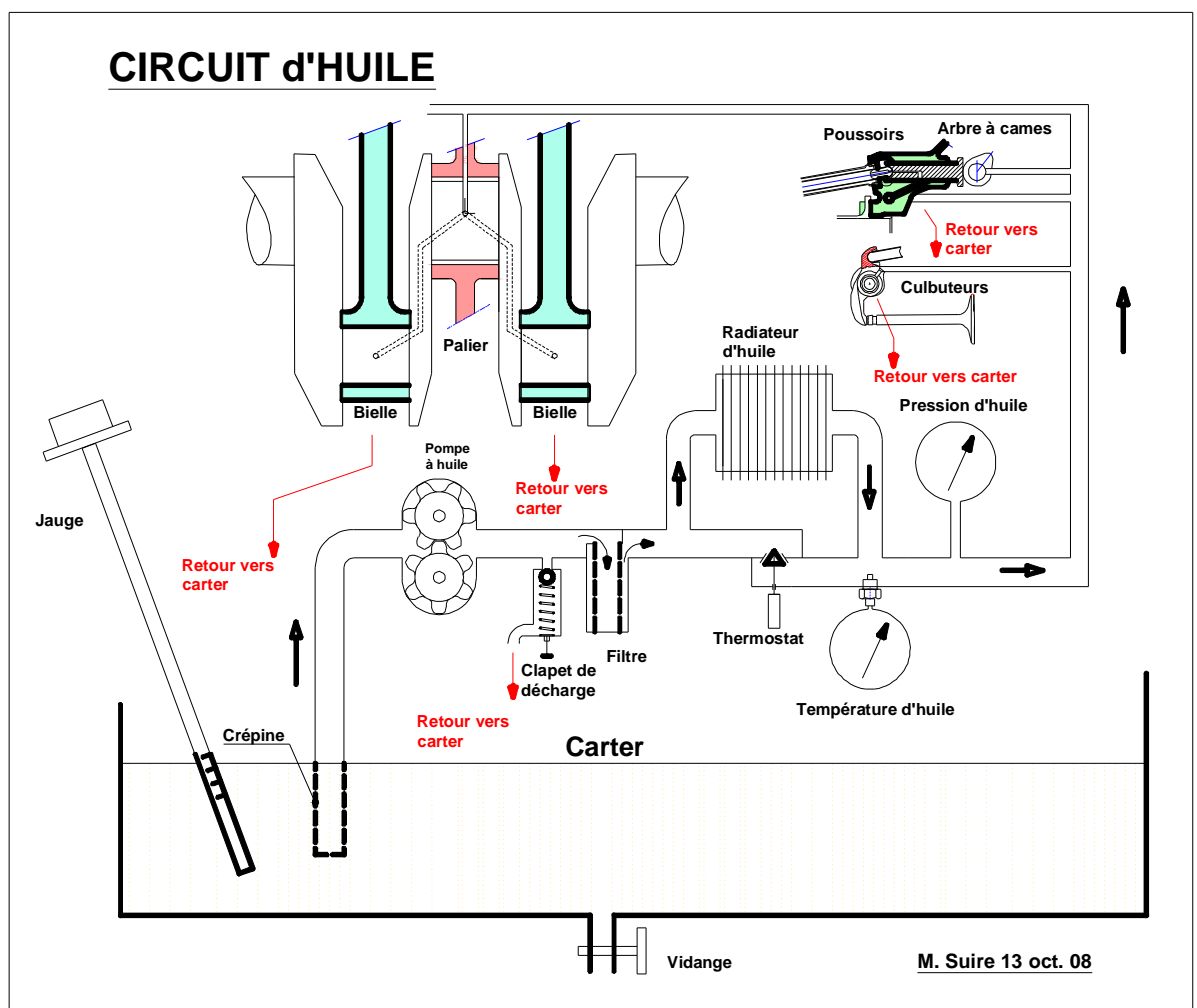 CIRCUIT d'HUILE
Poussoirs
Arbre à cames
Retour vers
carter
Culbuteurs
Retour vers carter
Palier
Radiateur
d'huile
Bielle
Bielle
Pression d'huile
Pompe
à huile
Jauge
Retour vers
carter
Retour vers
carter
Thermostat
Filtre
Clapet de
décharge
Température d'huile
Retour vers
carter
Crépine
Carter
Vidange
M. Suire 13 oct. 08